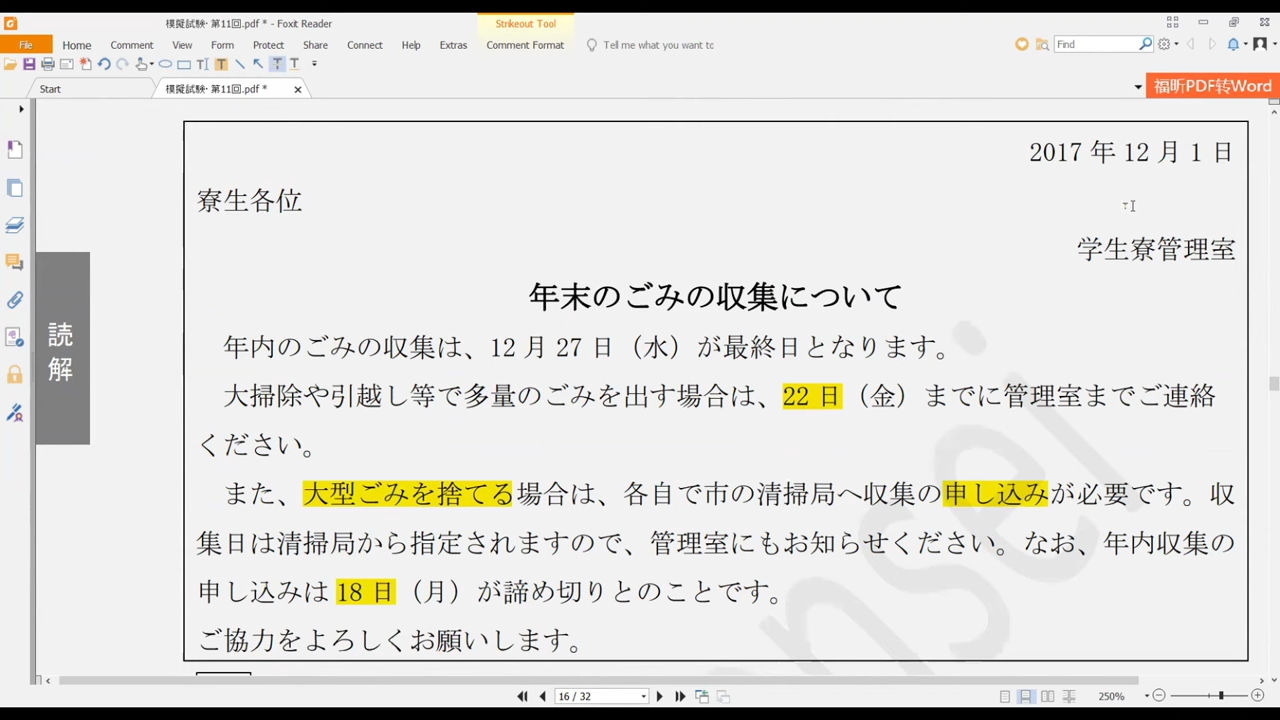 模擬試験· 第11回.pdf * - Foxit Reader
Strikeout Tool
File Home Comment View Form Protect Share Connect Help Extras Comment Format Tell me what you want tc Find
Start 模擬試験· 第11回.pdf * 福昕PDF转Word
2017 年 12 月 1 日
寮生各位
学生寮管理室
年末のごみの収集について
年内のごみの収集は、12 月 27 日（水）が最終日となります。
大掃除や引越し等で多量のごみを出す場合は、22 日（金）までに管理室までご連絡
ください。
また、大型ごみを捨てる場合は、各自で市の清掃局へ収集の申し込みが必要です。収
集日は清掃局から指定されますので、管理室にもお知らせください。なお、年内収集の
申し込みは 18 日（月）が諦め切りとのことです。
ご協力をよろしくお願いします。
読解
nsei
16 / 32 250%